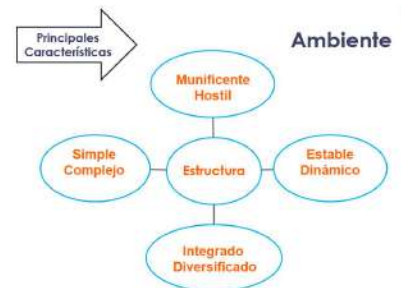 Principales
Características
Ambiente
Munificente
Hostil
Simple
Complejo
Estructura
Estable
Dinámico
Integrado
Diversificado